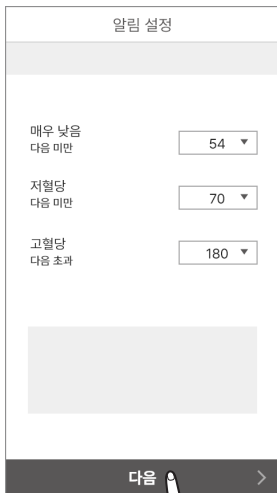 알림 설정
매우 낮음
다음 미만
54
저혈당
다음 미만
70
고혈당
다음 초과
180
다음